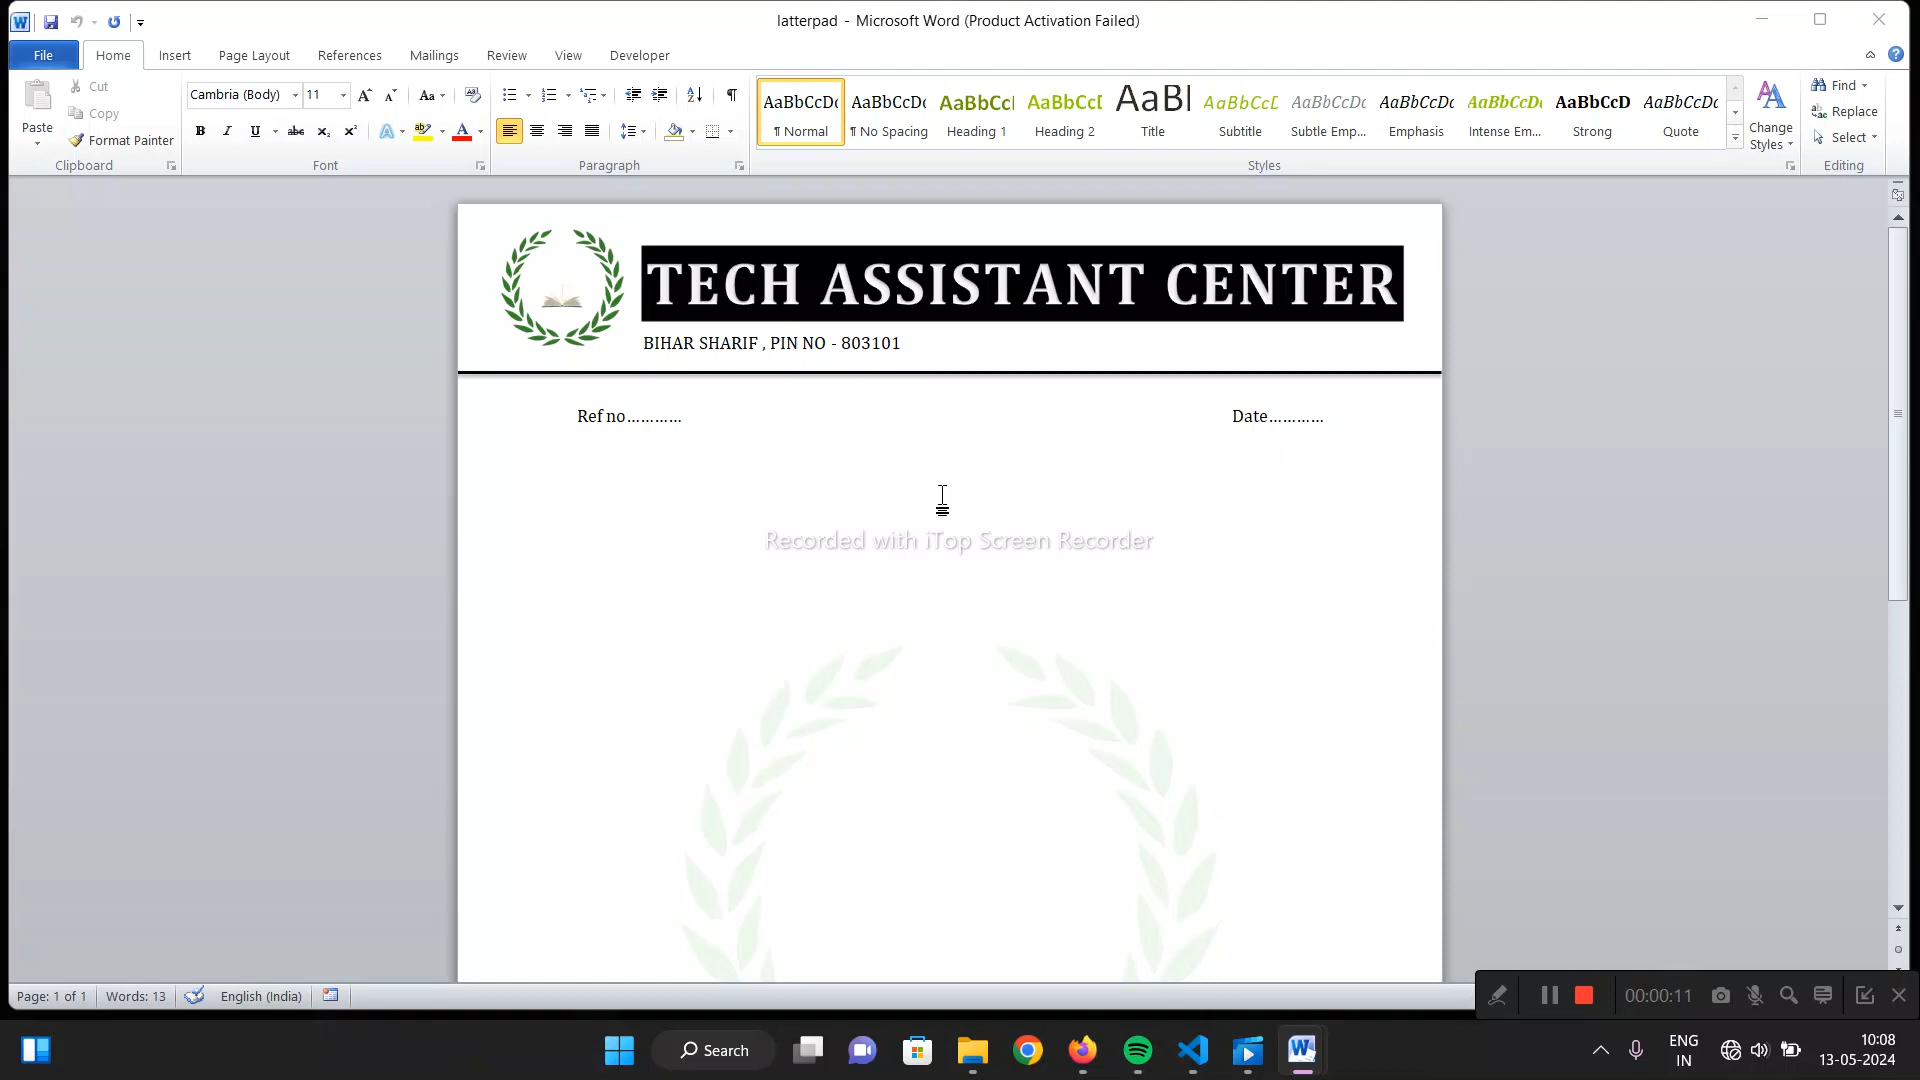 latterpad - Microsoft Word (Product Activation Failed)
File Home Insert Page Layout References Mailings Review View Developer
Paste
Cut
Copy
Format Painter
Clipboard
Cambria (Body) 11
Font
Paragraph
AaBbCcDc AaBbCcDc AaBbCcI AaBbCcI AaBI AaBbCcD AaBbCcDc AaBbCcDc AaBbCcDc AaBbCcD AaBbCcDc
¶ Normal ¶ No Spacing Heading 1 Heading 2 Title Subtitle Subtle Emp... Emphasis Intense Em... Strong Quote
Styles
Change
Styles
Find
Replace
Select
Editing
TECH ASSISTANT CENTER
BIHAR SHARIF , PIN NO - 803101
Ref no………… Date…………
Recorded with iTop Screen Recorder
Page: 1 of 1 Words: 13 English (India)
00:00:11
Search
ENG
IN
10:08
13-05-2024